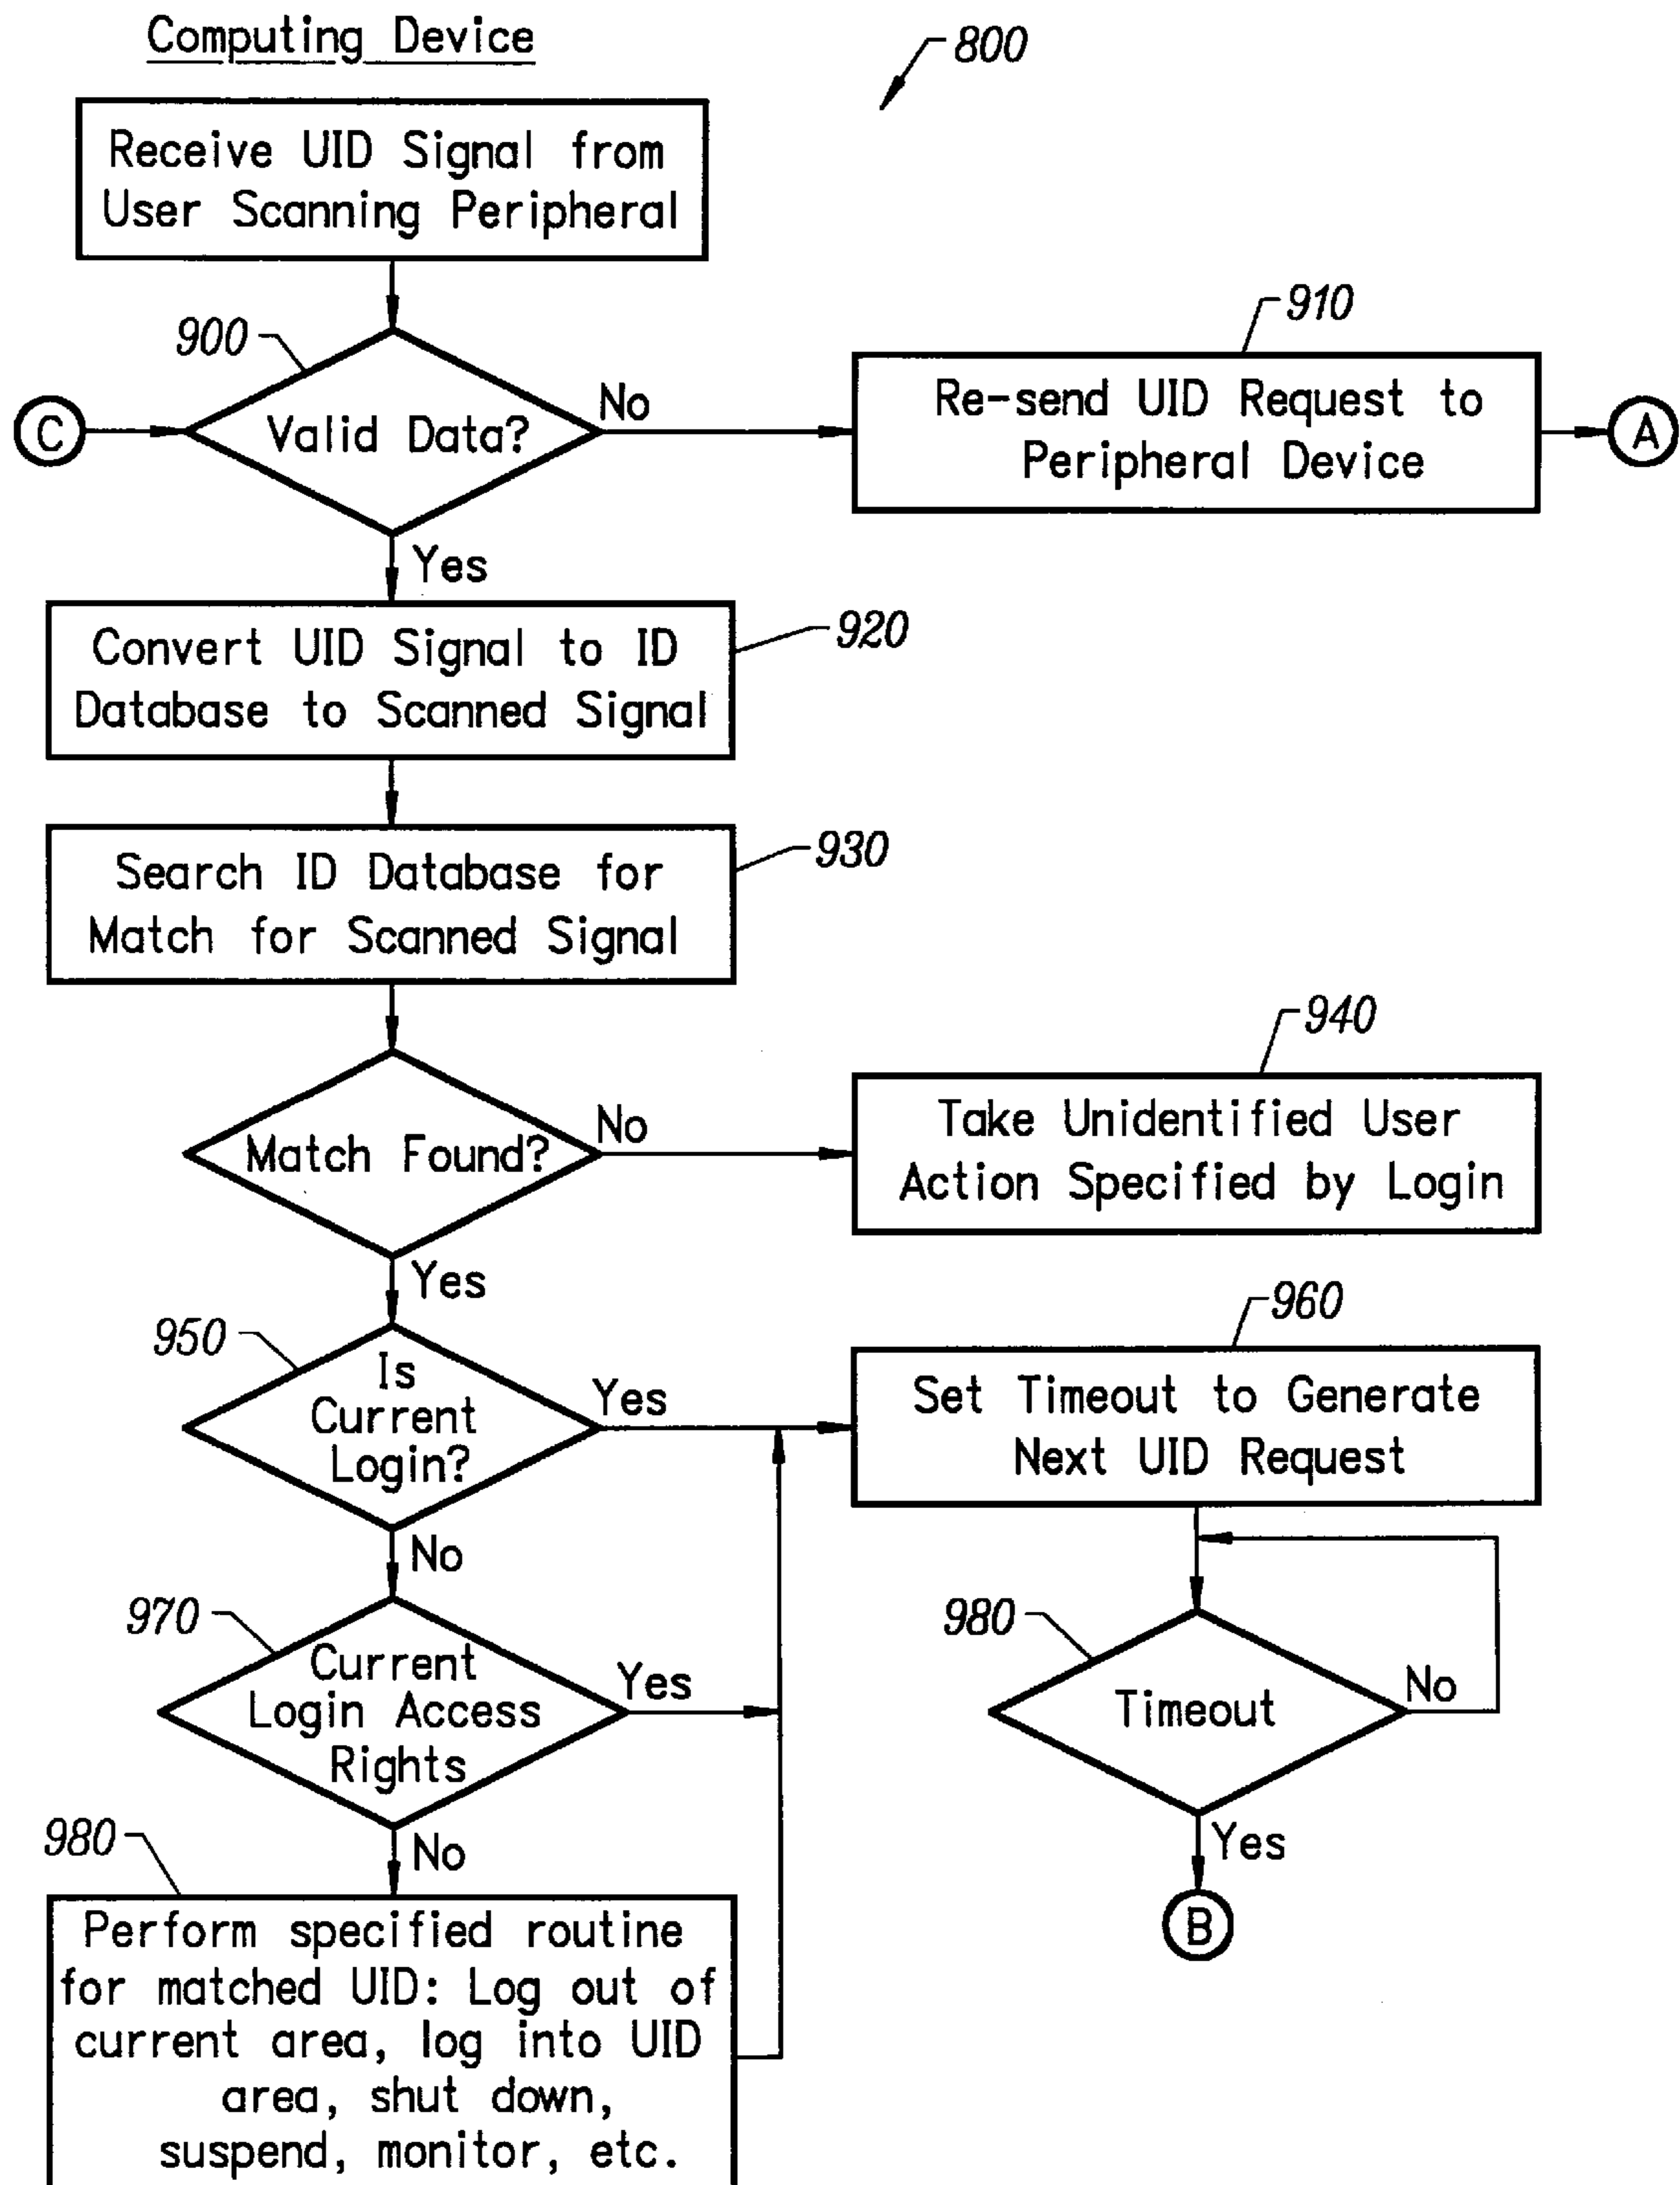 Computing Device
800
Receive UID Signal from
User Scanning Peripheral
900
C
Valid Data?
No
910
Re-send UID Request to
Peripheral Device
A
Yes
Convert UID Signal to ID
Database to Scanned Signal
920
Search ID Database for
Match for Scanned Signal
930
Match Found?
No
940
Take Unidentified User
Action Specified by Login
Yes
950
Is
Current
Login?
Yes
960
Set Timeout to Generate
Next UID Request
No
970
Current
Login Access
Rights
Yes
980
Timeout
No
Yes
B
No
980
Perform specified routine
for matched UID: Log out of
current area, log into UID
area, shut down,
suspend, monitor, etc.